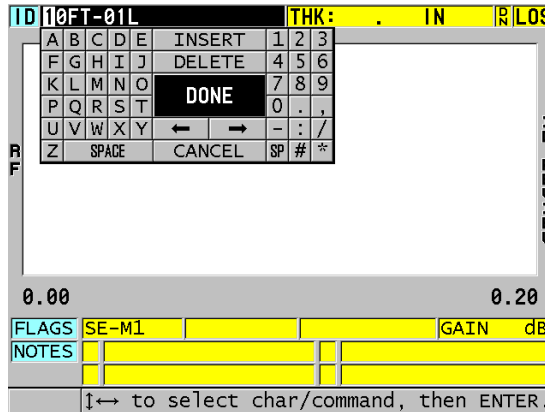 ID 10FT-01L THK: . IN LOS
A B C D E INSERT 1 2 3
F G H I J DELETE 4 5 6
K L M N O DONE 7 8 9
P Q R S T 0 . ,
U V W X Y ← → - : /
Z SPACE CANCEL SP # *
RF
0.00 0.20
FLAGS SE-M1 GAIN dB
NOTES
↕↔ to select char/command, then ENTER.